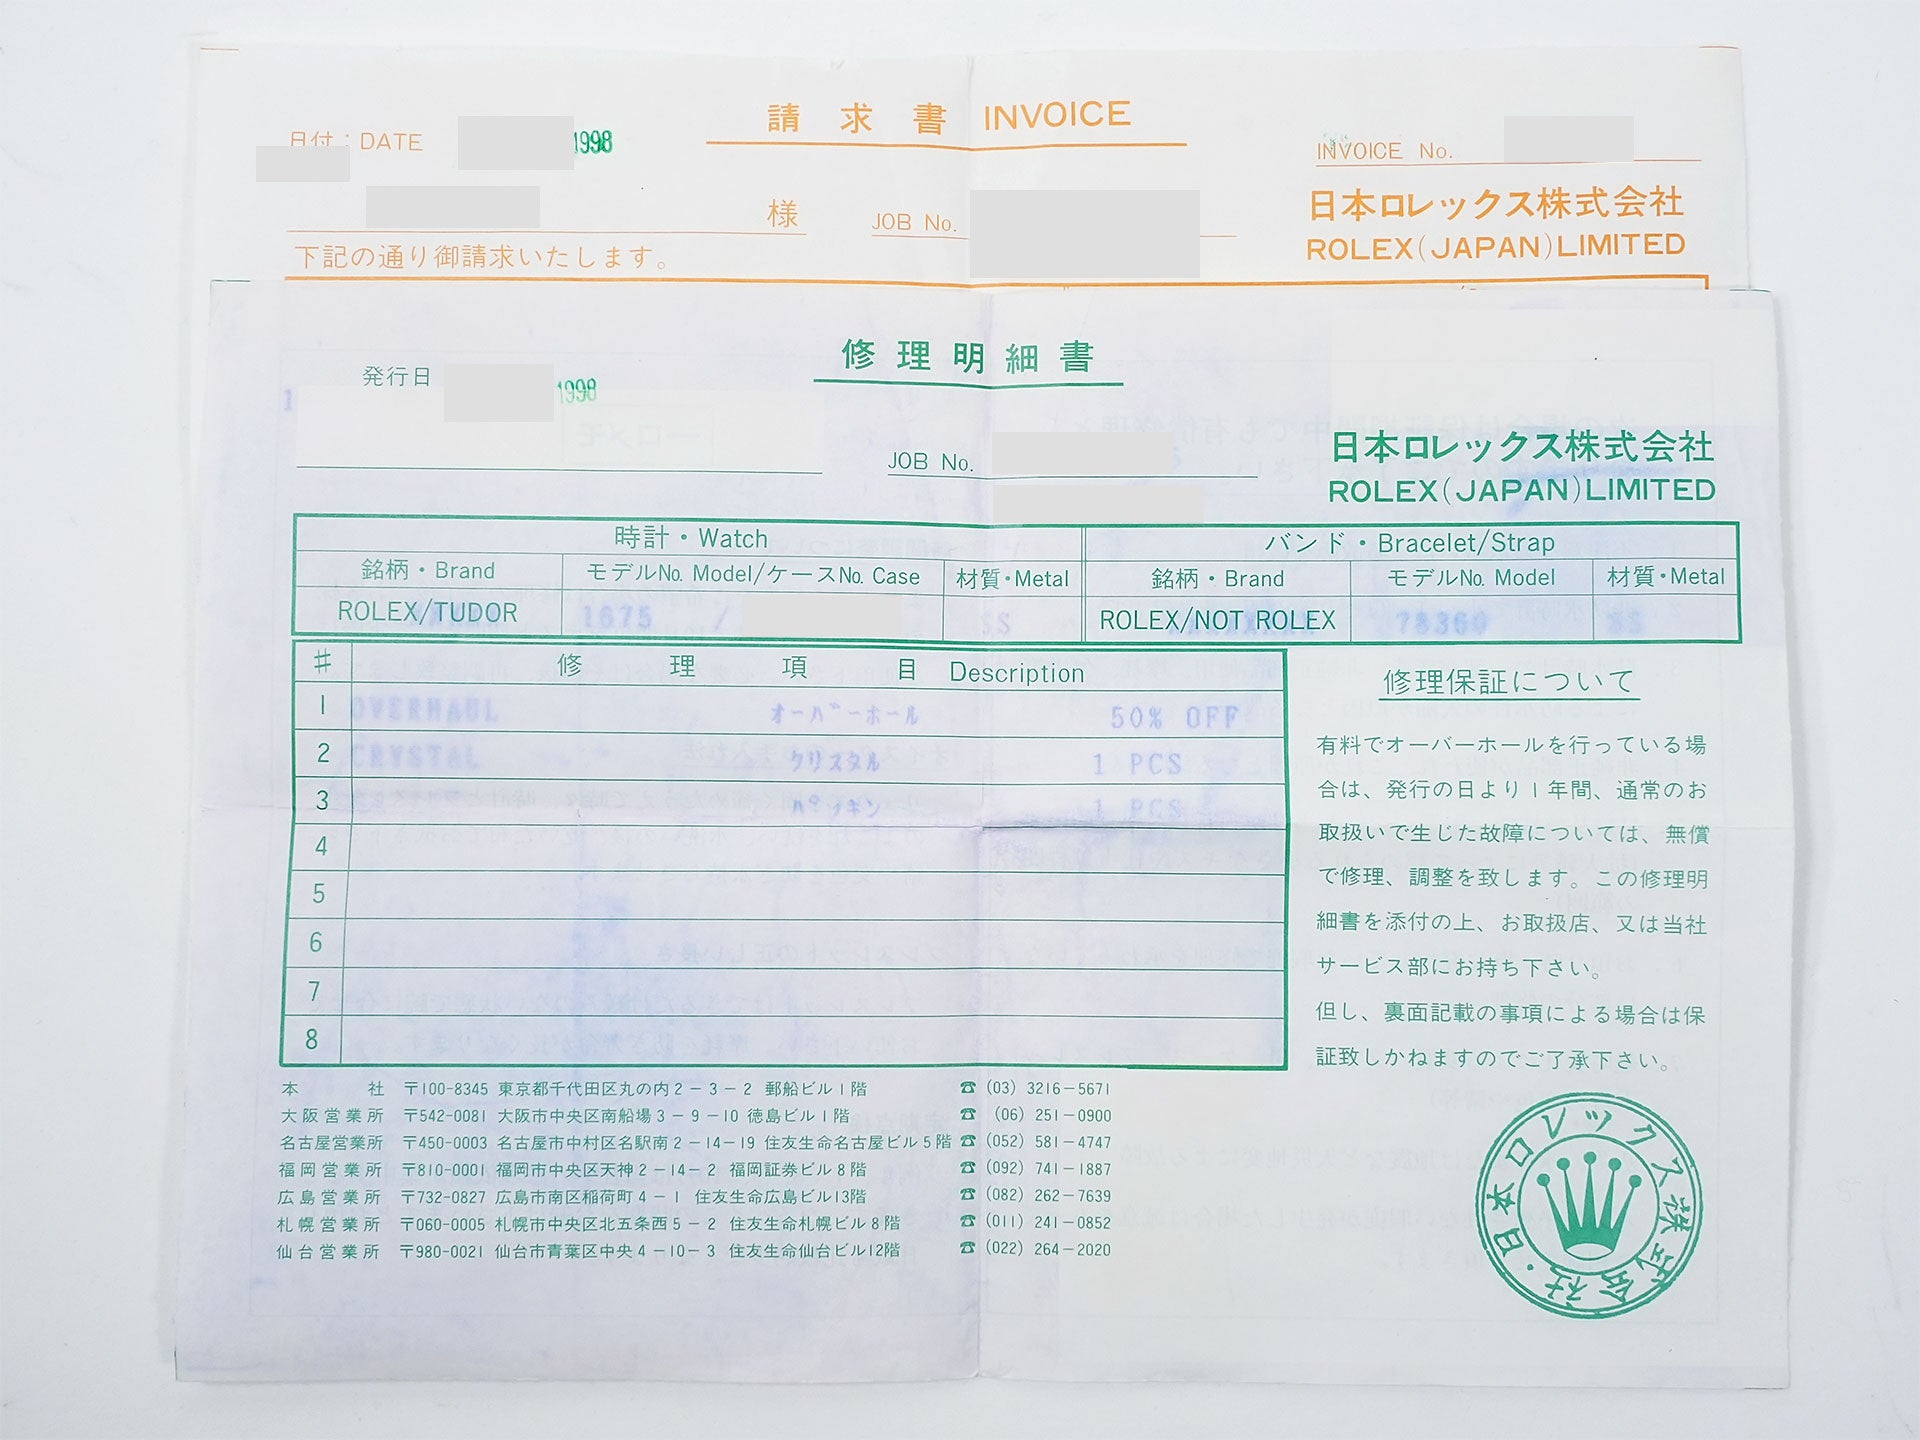 請求書 INVOICE
日付：DATE 1998
INVOICE No.
様
JOB No.
日本ロレックス株式会社
ROLEX(JAPAN)LIMITED
下記の通り御請求いたします。
修理明細書
発行日 1998
JOB No.
日本ロレックス株式会社
ROLEX(JAPAN)LIMITED
時計・Watch
バンド・Bracelet/Strap
銘柄・Brand モデルNo. Model/ケースNo. Case 材質・Metal 銘柄・Brand モデルNo. Model 材質・Metal
ROLEX/TUDOR 1675 / SS ROLEX/NOT ROLEX 78360 SS
# 修理項目 Description
1 OVERHAUL オーバーホール 50% OFF
2 CRYSTAL クリスタル 1 PCS
3 パイキン 1 PCS
4
5
6
7
8
修理保証について
有料でオーバーホールを行っている場
合は、発行の日より1年間、通常のお
取扱いで生じた故障については、無償
で修理、調整を致します。この修理明
細書を添付の上、お取扱店、又は当社
サービス部にお持ち下さい。
但し、裏面記載の事項による場合は保
証致しかねますのでご了承下さい。
本社 〒100-8345 東京都千代田区丸の内2-3-2 郵船ビル1階 ☎(03) 3216-5671
大阪営業所 〒542-0081 大阪市中央区南船場3-9-10 徳島ビル1階 ☎(06) 251-0900
名古屋営業所 〒450-0003 名古屋市中村区名駅南2-14-19 住友生命名古屋ビル5階 ☎(052) 581-4747
福岡営業所 〒810-0001 福岡市中央区天神2-14-2 福岡証券ビル8階 ☎(092) 741-1887
広島営業所 〒732-0827 広島市南区稲荷町4-1 住友生命広島ビル13階 ☎(082) 262-7639
札幌営業所 〒060-0005 札幌市中央区北五条西5-2 住友生命札幌ビル8階 ☎(011) 241-0852
仙台営業所 〒980-0021 仙台市青葉区中央4-10-3 住友生命仙台ビル12階 ☎(022) 264-2020
日本ロレックス株式会社・